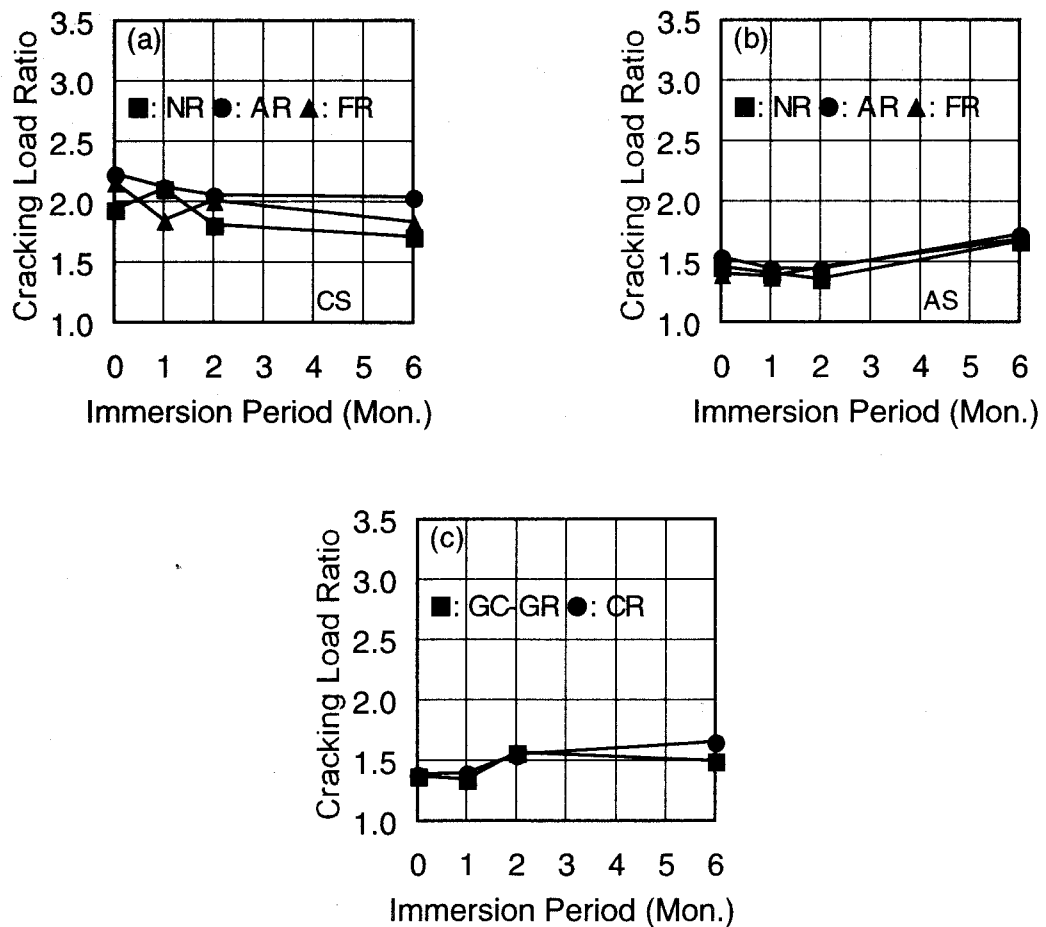 Cracking Load Ratio
3.5
3.0
2.5
2.0
1.5
1.0
(a)
■: NR ●: AR ▲: FR
CS
0 1 2 3 4 5 6
Immersion Period (Mon.)
Cracking Load Ratio
3.5
3.0
2.5
2.0
1.5
1.0
(b)
■: NR ●: AR ▲: FR
AS
0 1 2 3 4 5 6
Immersion Period (Mon.)
Cracking Load Ratio
3.5
3.0
2.5
2.0
1.5
1.0
(c)
■: GC-GR ●: CR
0 1 2 3 4 5 6
Immersion Period (Mon.)